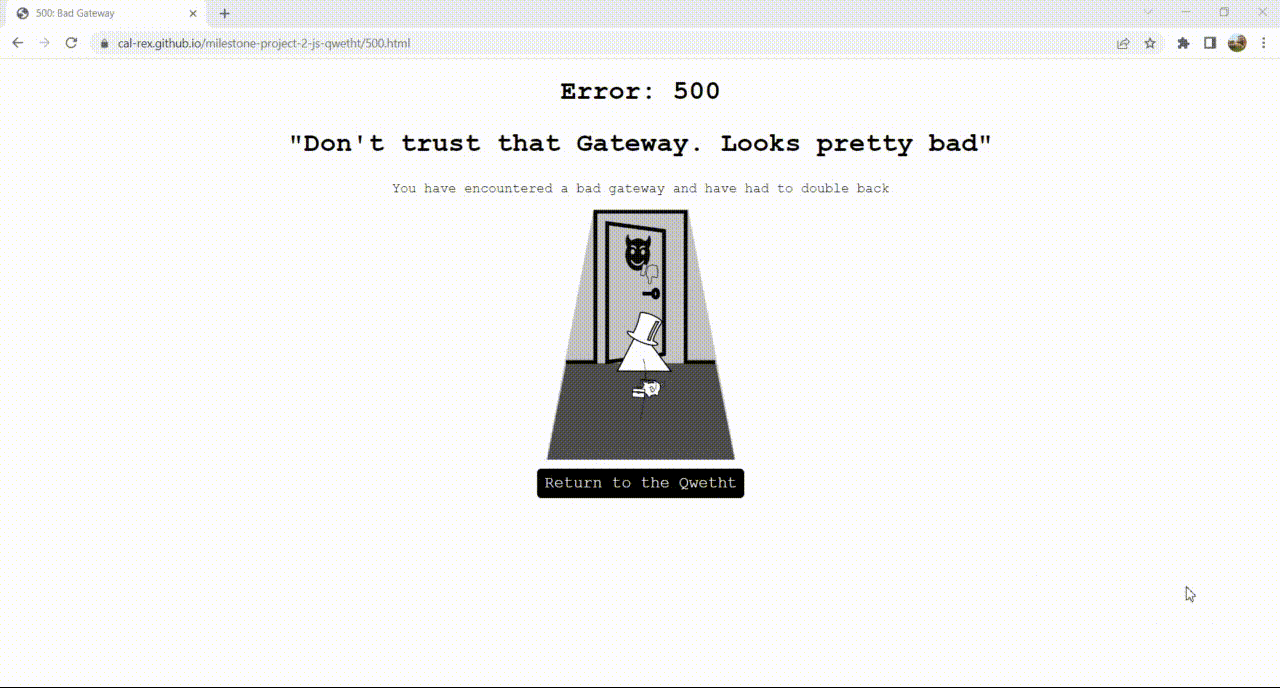 500: Bad Gateway
cal-rex.github.io/milestone-project-2-js-qwetht/500.html
Error: 500
"Don't trust that Gateway. Looks pretty bad"
You have encountered a bad gateway and have had to double back
Return to the Qwetht